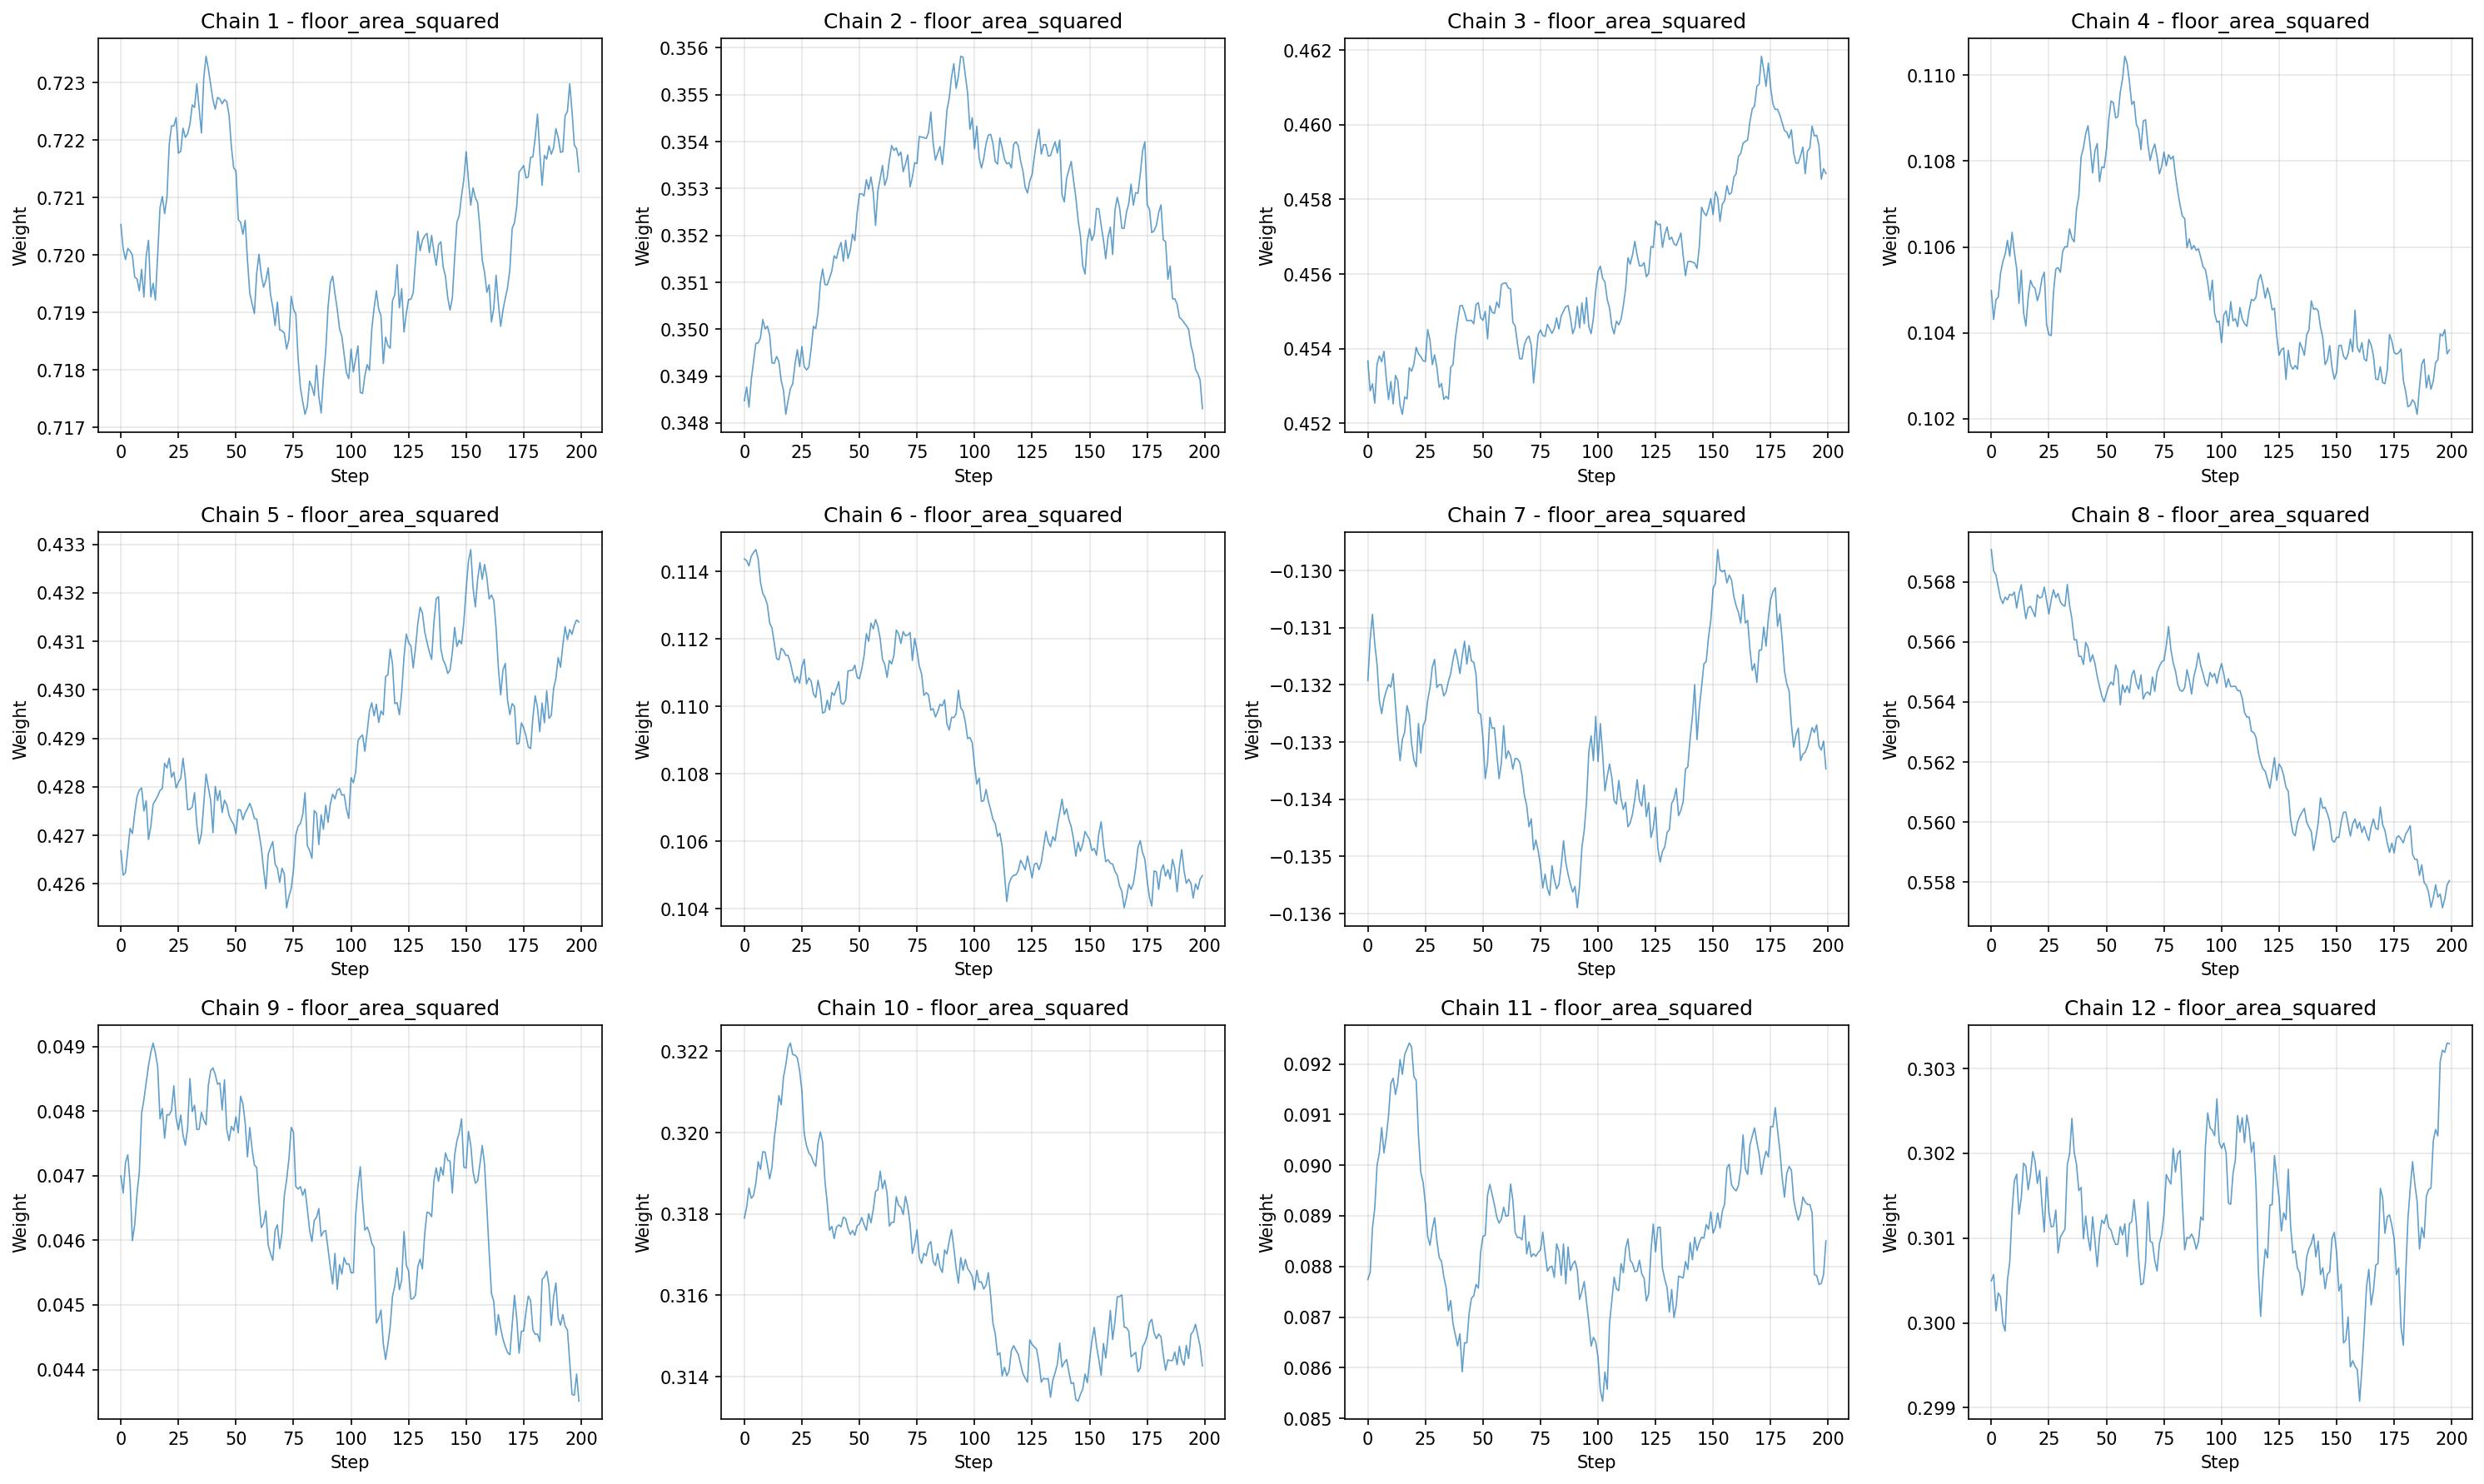 Chain 1 - floor_area_squared
Weight
0.723
0.722
0.721
0.720
0.719
0.718
0.717
0 25 50 75 100 125 150 175 200
Step
Chain 2 - floor_area_squared
Weight
0.356
0.355
0.354
0.353
0.352
0.351
0.350
0.349
0.348
0 25 50 75 100 125 150 175 200
Step
Chain 3 - floor_area_squared
Weight
0.462
0.460
0.458
0.456
0.454
0.452
0 25 50 75 100 125 150 175 200
Step
Chain 4 - floor_area_squared
Weight
0.110
0.108
0.106
0.104
0.102
0 25 50 75 100 125 150 175 200
Step
Chain 5 - floor_area_squared
Weight
0.433
0.432
0.431
0.430
0.429
0.428
0.427
0.426
0 25 50 75 100 125 150 175 200
Step
Chain 6 - floor_area_squared
Weight
0.114
0.112
0.110
0.108
0.106
0.104
0 25 50 75 100 125 150 175 200
Step
Chain 7 - floor_area_squared
Weight
−0.130
−0.131
−0.132
−0.133
−0.134
−0.135
−0.136
0 25 50 75 100 125 150 175 200
Step
Chain 8 - floor_area_squared
Weight
0.568
0.566
0.564
0.562
0.560
0.558
0 25 50 75 100 125 150 175 200
Step
Chain 9 - floor_area_squared
Weight
0.049
0.048
0.047
0.046
0.045
0.044
0 25 50 75 100 125 150 175 200
Step
Chain 10 - floor_area_squared
Weight
0.322
0.320
0.318
0.316
0.314
0 25 50 75 100 125 150 175 200
Step
Chain 11 - floor_area_squared
Weight
0.092
0.091
0.090
0.089
0.088
0.087
0.086
0.085
0 25 50 75 100 125 150 175 200
Step
Chain 12 - floor_area_squared
Weight
0.303
0.302
0.301
0.300
0.299
0 25 50 75 100 125 150 175 200
Step